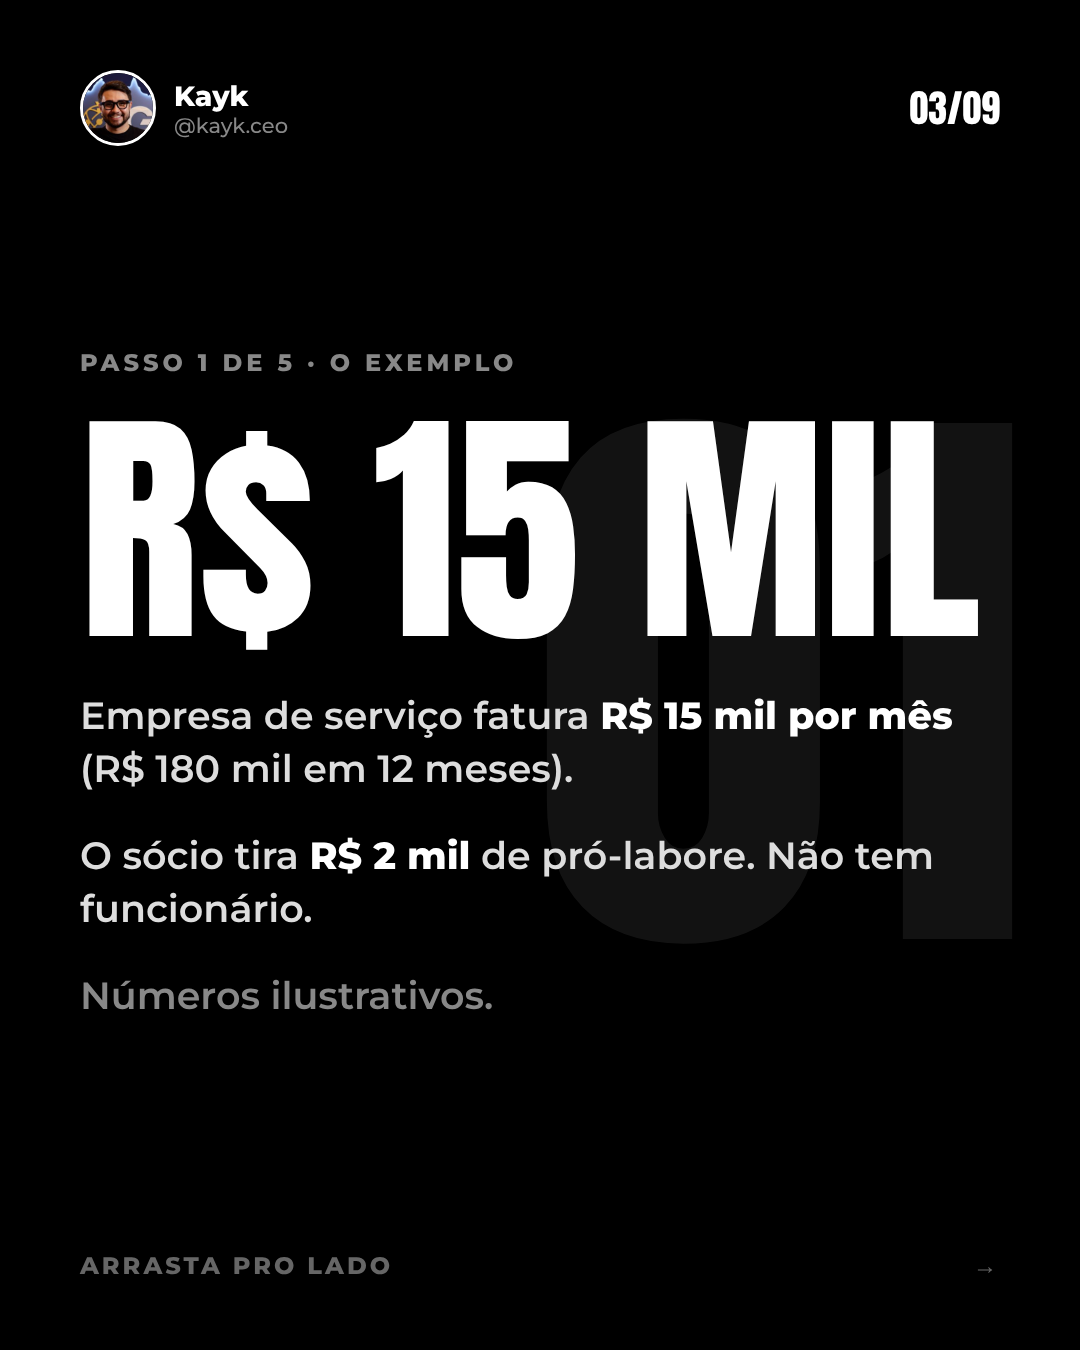 Kayk
@kayk.ceo
03/09
PASSO 1 DE 5 · O EXEMPLO
R$ 15 MIL
01
Empresa de serviço fatura R$ 15 mil por mês
(R$ 180 mil em 12 meses).
O sócio tira R$ 2 mil de pró-labore. Não tem
funcionário.
Números ilustrativos.
ARRASTA PRO LADO →